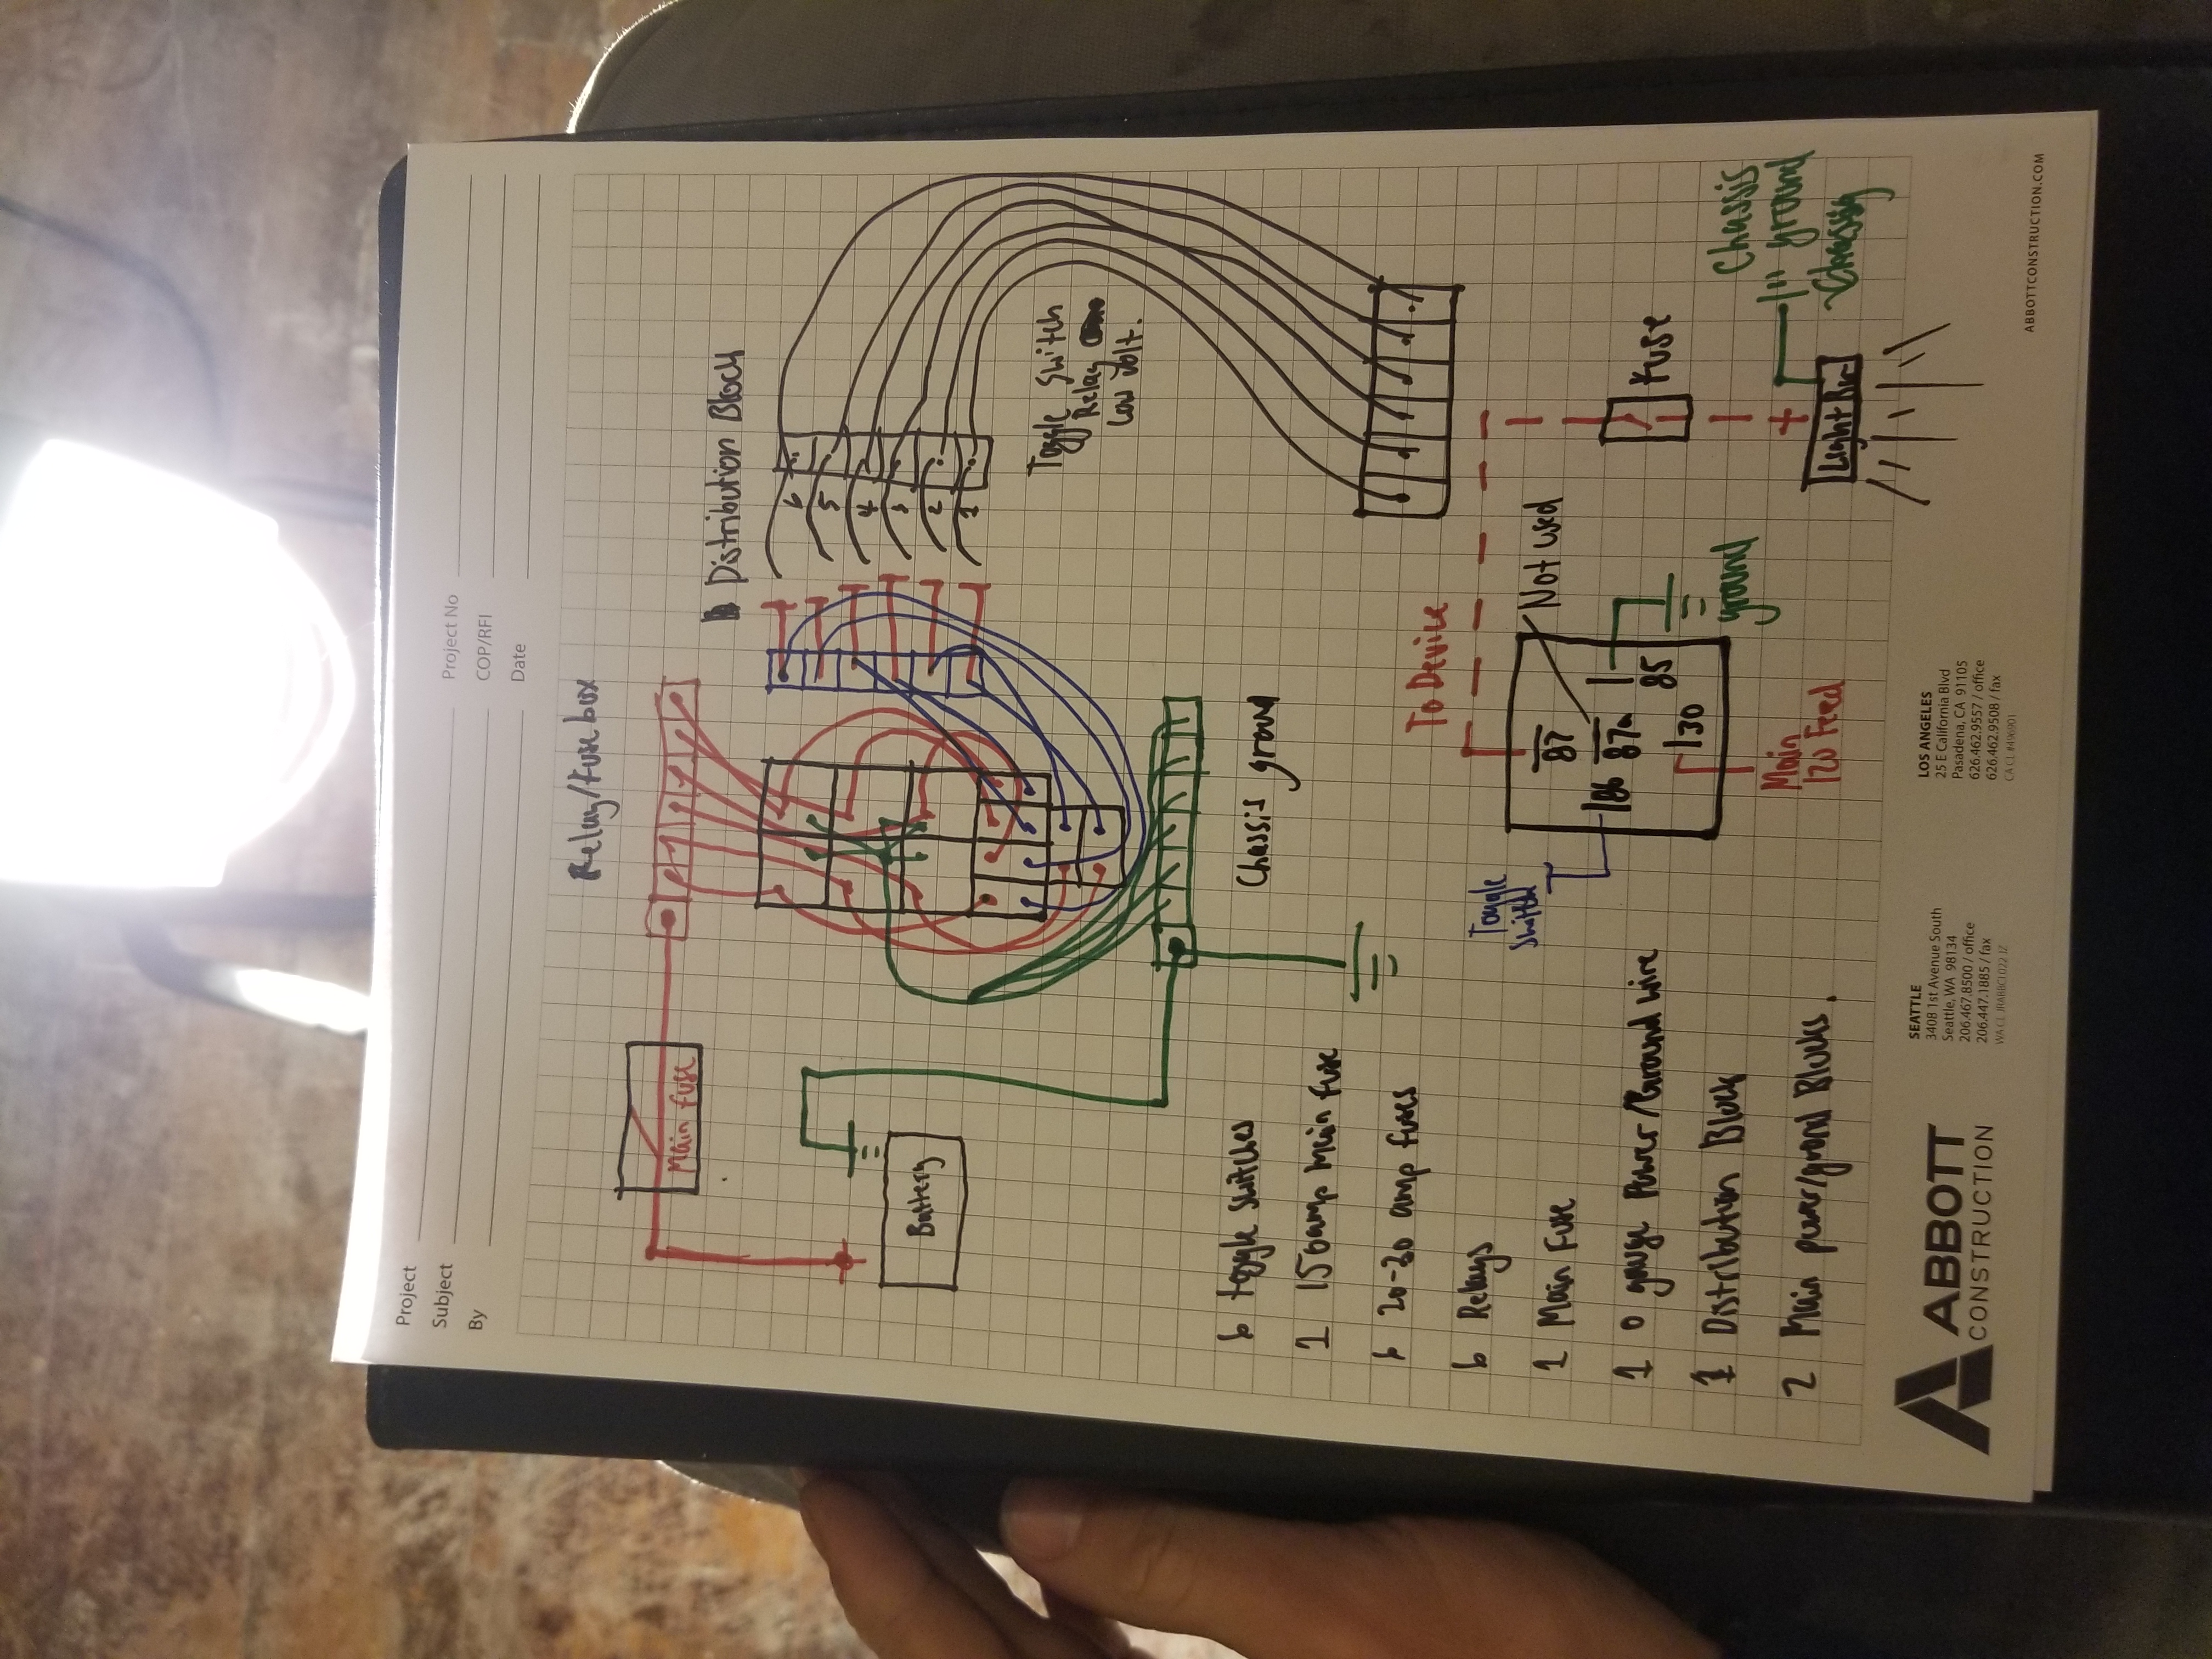 Project
Subject
By
Project No
COP/RFI
Date
Relay/Fuse box
Main fuse
Distribution Block
Battery
6
5
4
3
2
1
Toggle Switch
Relay
Low volt.
Chassis ground
6 toggle switches
1 150amp main fuse
6 20-30 amp fuses
6 Relays
1 Main Fuse
1 0 gauge Power/Ground wire
1 Distribution Block
2 Main power/grond Blocks.
To Device
Toggle
Switch
87
Not used
86
87a
85
30
ground
Main
12v Feed
Fuse
Chassis
ground
Chassis
+
Light Bar
ABBOTT
CONSTRUCTION
SEATTLE
3408 1st Avenue South
Seattle, WA 98134
206.467.8500 / office
206.447.1885 / fax
LOS ANGELES
25 E California Blvd
Pasadena, CA 91105
626.462.9557 / office
626.462.9508 / fax
CA CL #496901
ABBOTTCONSTRUCTION.COM